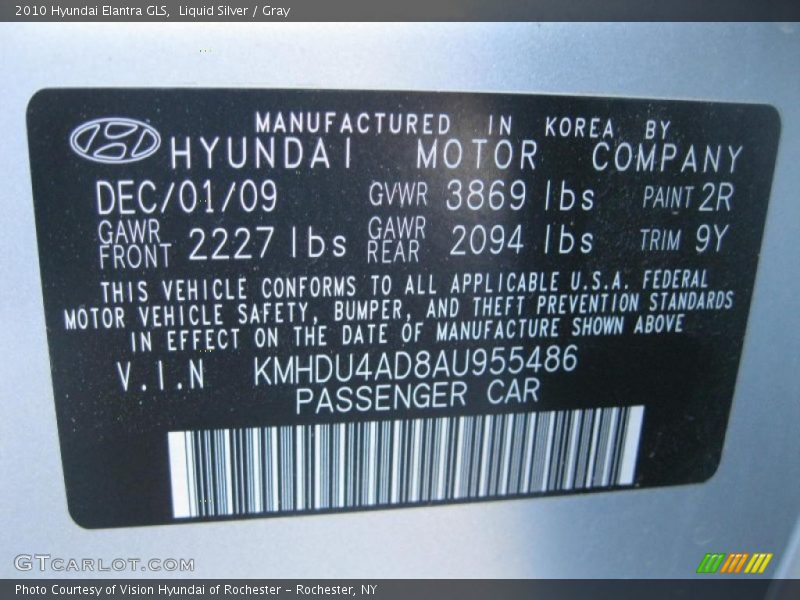 2010 Hyundai Elantra GLS,  Liquid Silver / Gray
MANUFACTURED IN KOREA BY
HYUNDAI MOTOR COMPANY
DEC/01/09 GVWR 3869 lbs PAINT 2R
GAWR FRONT 2227 lbs GAWR REAR 2094 lbs TRIM 9Y
THIS VEHICLE CONFORMS TO ALL APPLICABLE U.S.A. FEDERAL
MOTOR VEHICLE SAFETY, BUMPER, AND THEFT PREVENTION STANDARDS
IN EFFECT ON THE DATE OF MANUFACTURE SHOWN ABOVE
V.I.N KMHDU4AD8AU955486
PASSENGER CAR
GTCARLOT.COM
Photo Courtesy of Vision Hyundai of Rochester – Rochester, NY